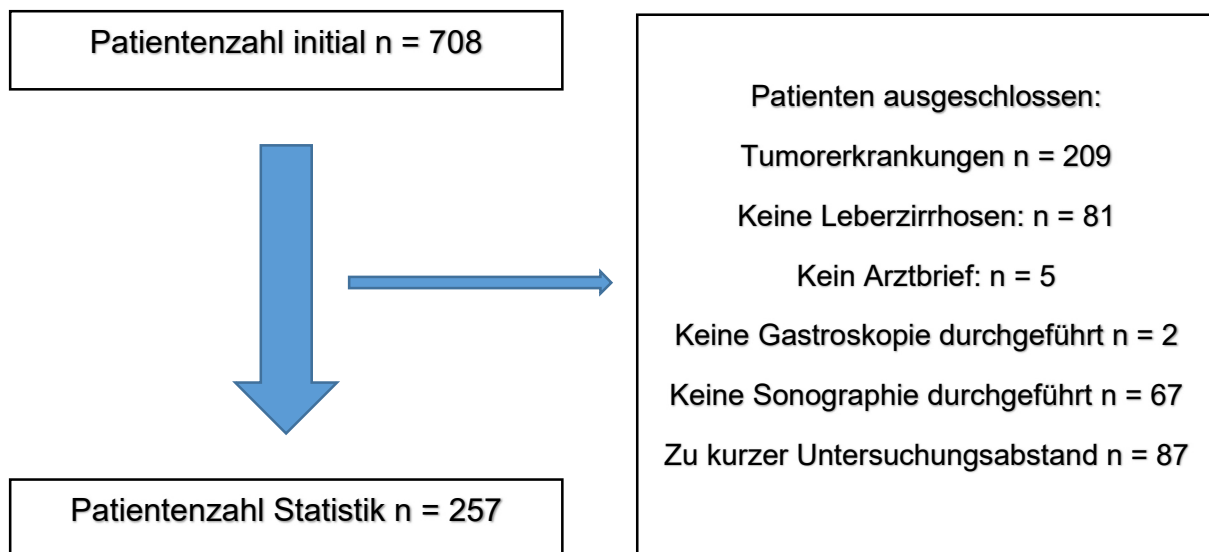 Patientenzahl initial n = 708
Patienten ausgeschlossen:
Tumorerkrankungen n = 209
Keine Leberzirrhosen: n = 81
Kein Arztbrief: n = 5
Keine Gastroskopie durchgeführt n = 2
Keine Sonographie durchgeführt n = 67
Zu kurzer Untersuchungsabstand n = 87
Patientenzahl Statistik n = 257